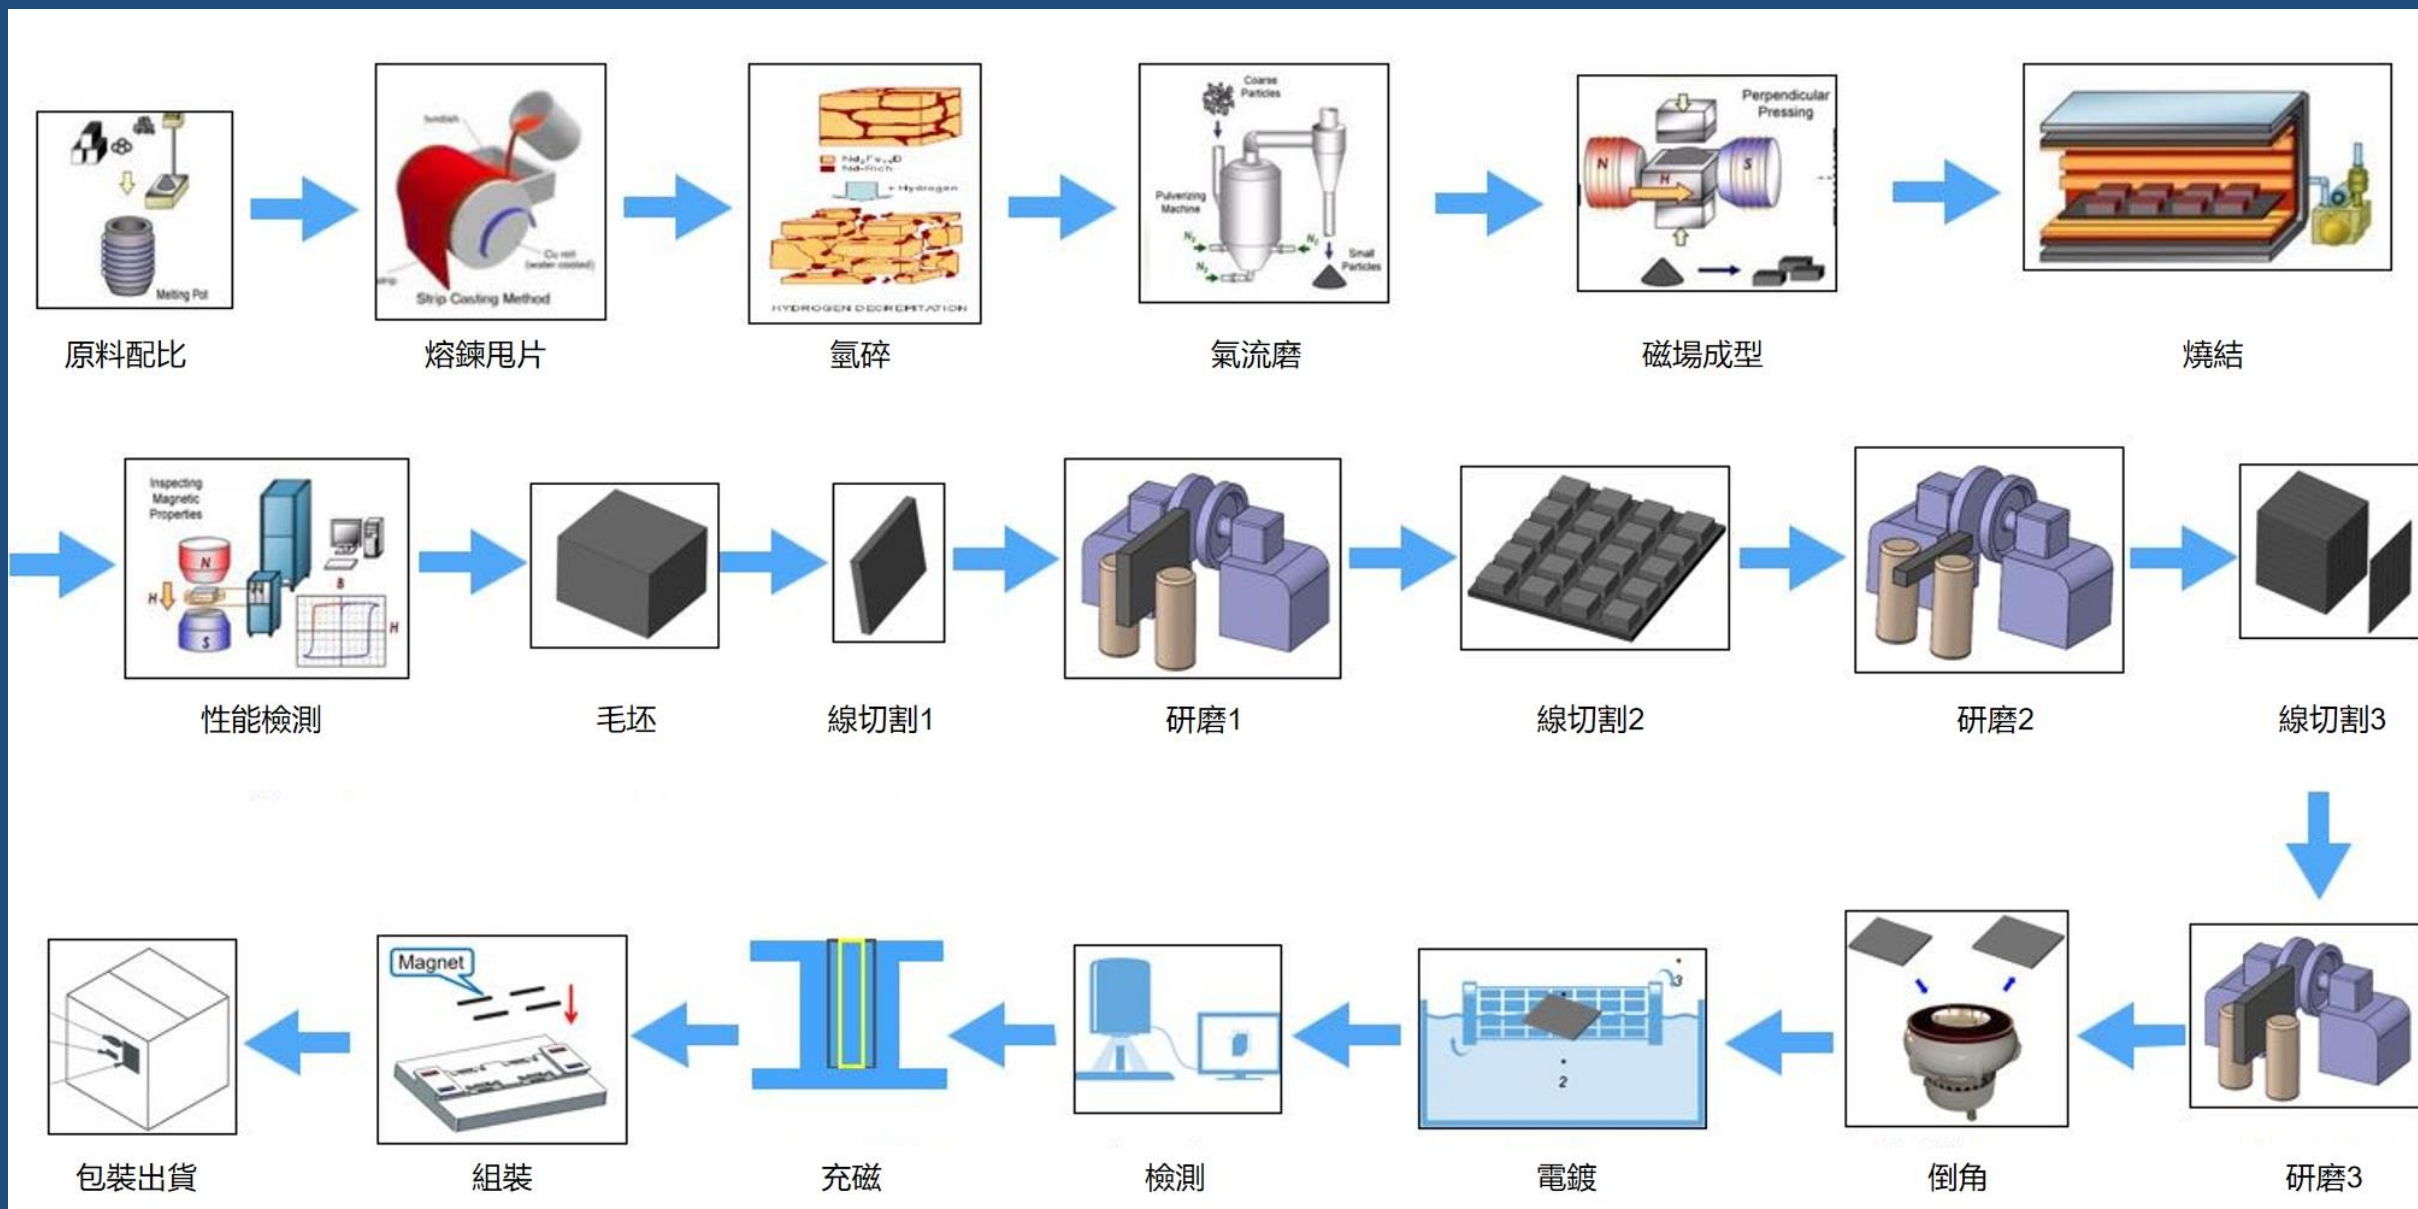 Melting Pot
原料配比
Cu roll
(water cooled)
strip
Strip Casting Method
熔鍊甩片
Nd-Rich
+ Hydrogen
HYDROGEN DECREPITATION
氫碎
Coarse
Particles
Pulverizing
Machine
N₂
N₂
N₂
Small
Particles
氣流磨
Perpendicular
Pressing
N
H
S
磁場成型
燒結
Inspecting
Magnetic
Properties
N
H
S
B
H
性能檢測
毛坯
線切割1
研磨1
線切割2
研磨2
線切割3
Magnet
3
2
包裝出貨
組裝
充磁
檢測
電鍍
倒角
研磨3